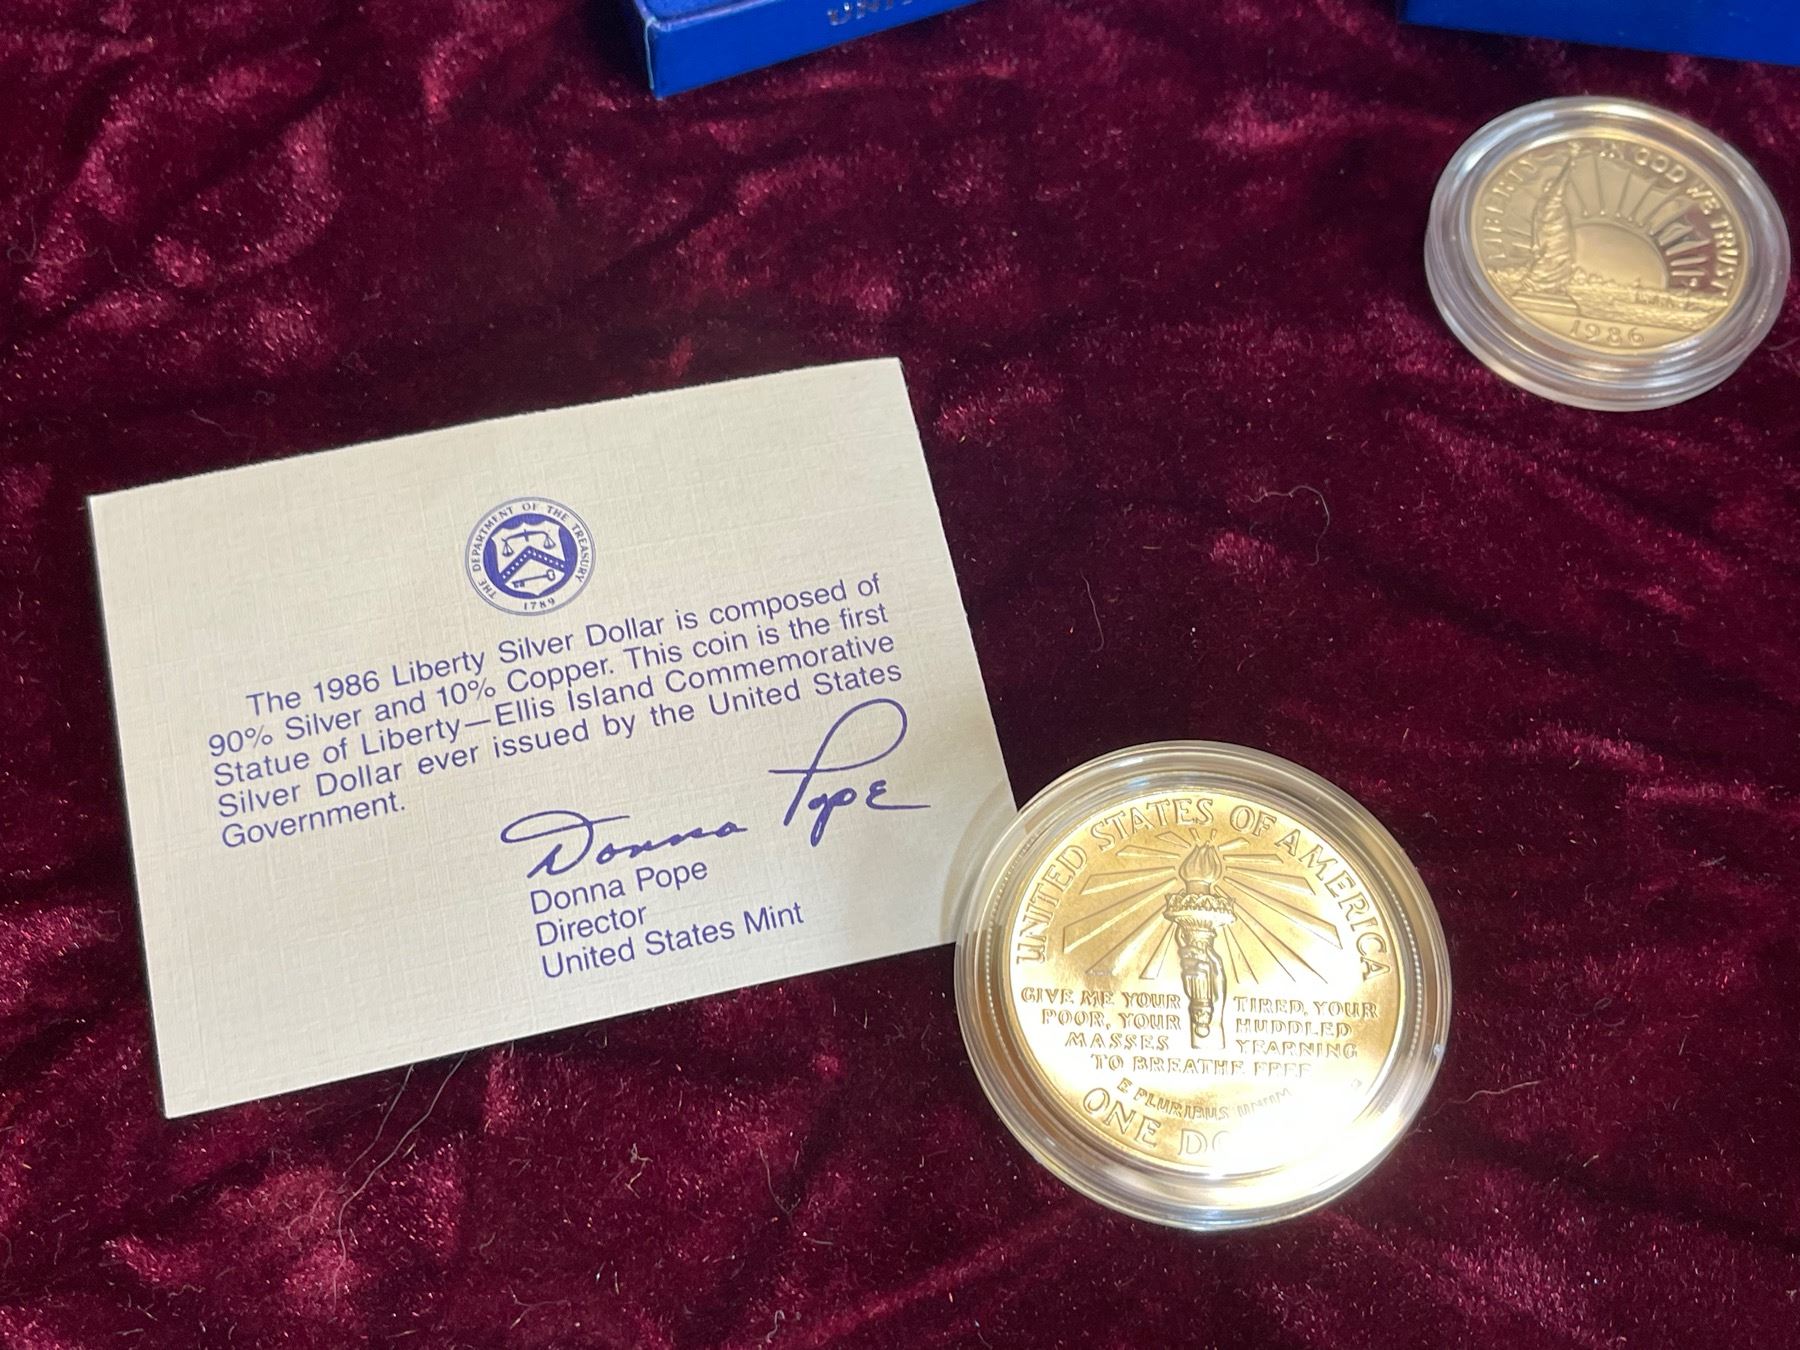 THE DEPARTMENT OF THE TREASURY
1789
The 1986 Liberty Silver Dollar is composed of
90% Silver and 10% Copper. This coin is the first
Statue of Liberty—Ellis Island Commemorative
Silver Dollar ever issued by the United States
Government.
Donna Pope
Donna Pope
Director
United States Mint
LIBERTY
IN GOD WE TRUST
1986
UNITED STATES OF AMERICA
GIVE ME YOUR TIRED, YOUR
POOR, YOUR HUDDLED
MASSES YEARNING
TO BREATHE FREE
E PLURIBUS UNUM
ONE